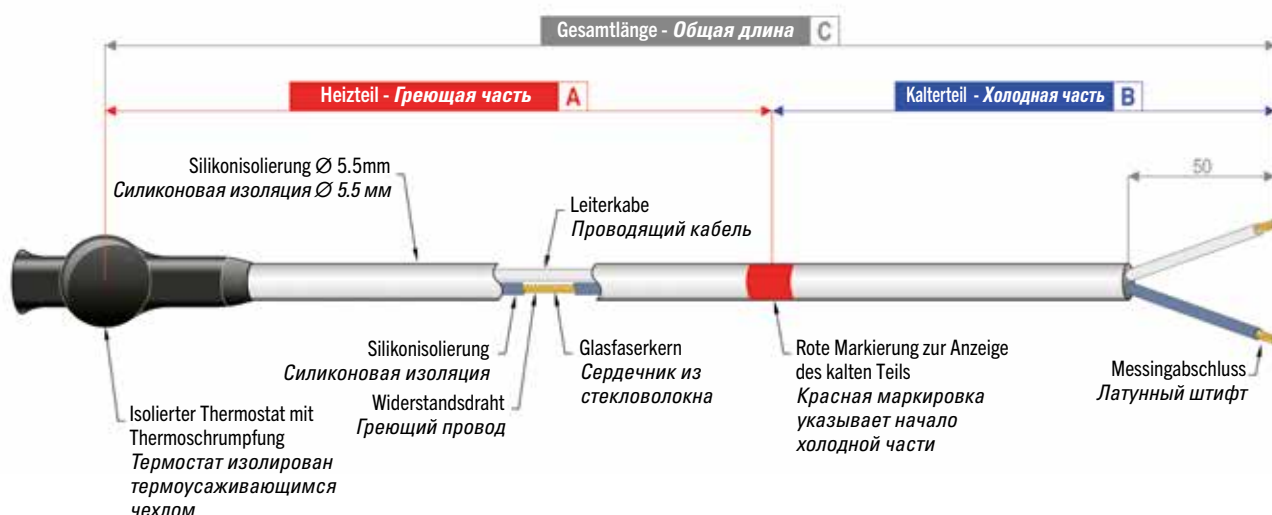 Gesamtlänge - Общая длина C
Heizteil - Греющая часть A
Kalterteil - Холодная часть B
50
Silikonisolierung Ø 5.5mm
Силиконовая изоляция Ø 5.5 мм
Leiterkabe
Проводящий кабель
Silikonisolierung
Силиконовая изоляция
Widerstandsdraht
Греющий провод
Glasfaserkern
Сердечник из
стекловолокна
Rote Markierung zur Anzeige
des kalten Teils
Красная маркировка
указывает начало
холодной части
Messingabschluss
Латунный штифт
Isolierter Thermostat mit
Thermoschrumpfung
Термостат изолирован
термоусаживающимся
чехлом